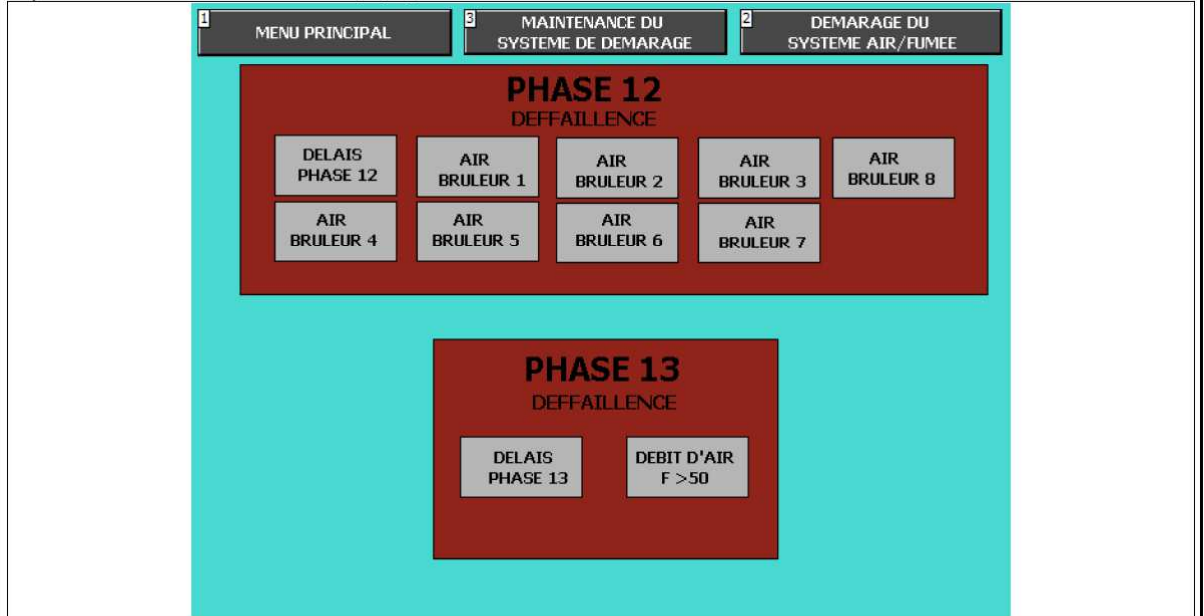 1
MENU PRINCIPAL
3
MAINTENANCE DU
SYSTEME DE DEMARAGE
2
DEMARAGE DU
SYSTEME AIR/FUMEE
PHASE 12
DEFFAILLENCE
DELAIS
PHASE 12
AIR
BRULEUR 1
AIR
BRULEUR 2
AIR
BRULEUR 3
AIR
BRULEUR 8
AIR
BRULEUR 4
AIR
BRULEUR 5
AIR
BRULEUR 6
AIR
BRULEUR 7
PHASE 13
DEFFAILLENCE
DELAIS
PHASE 13
DEBIT D'AIR
F >50